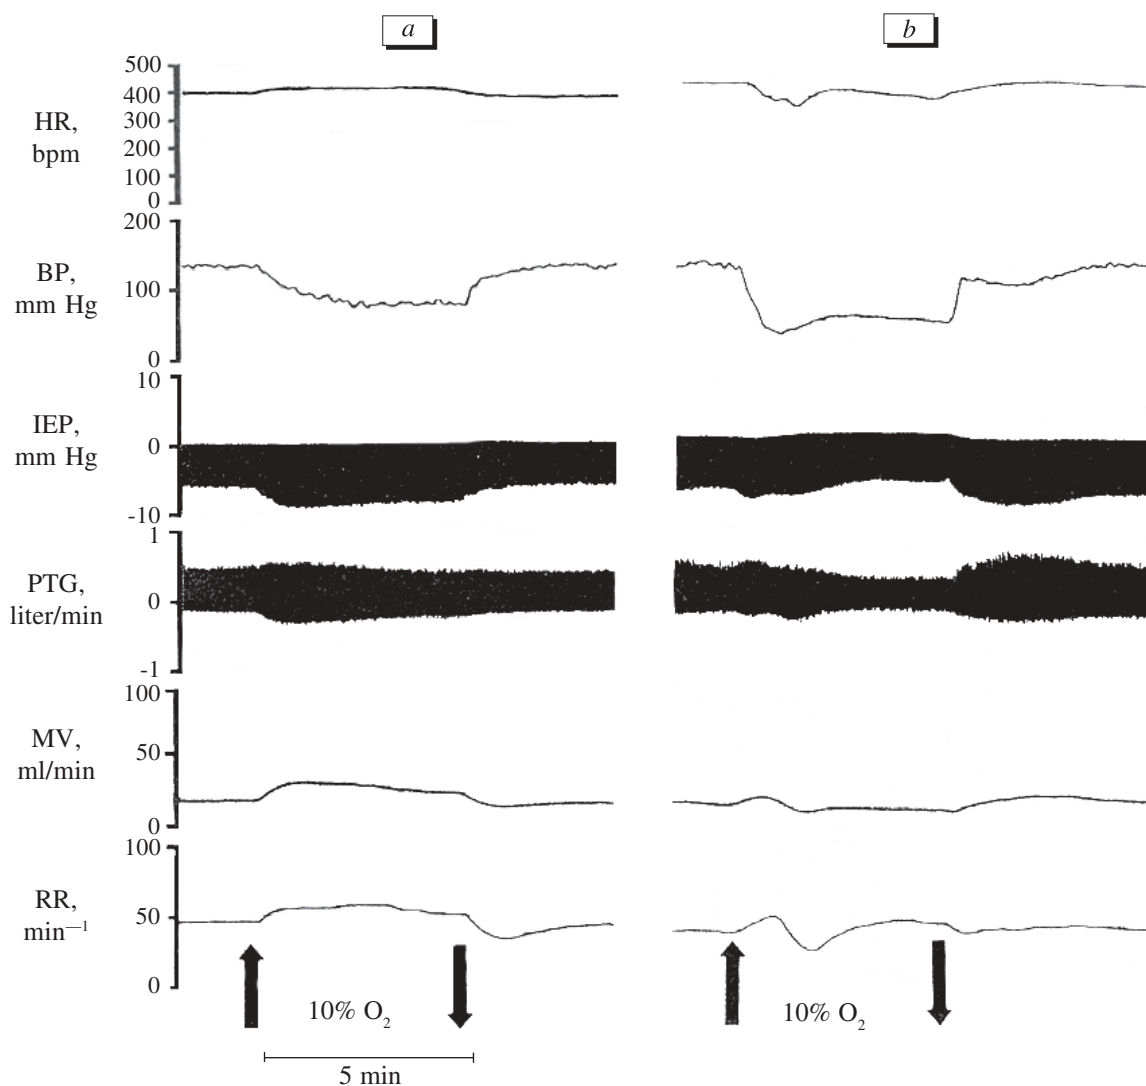 a
b
HR,
bpm
500
400
300
200
100
0
BP,
mm Hg
200
100
0
IEP,
mm Hg
10
0
-10
PTG,
liter/min
1
0
-1
MV,
ml/min
100
50
0
RR,
min—1
100
50
0
10% O2
10% O2
5 min